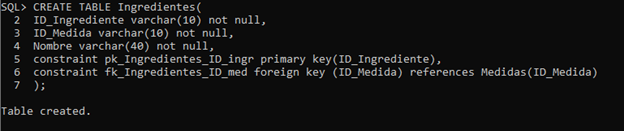 SQL> CREATE TABLE Ingredientes(
  2  ID_Ingrediente varchar(10) not null,
  3  ID_Medida varchar(10) not null,
  4  Nombre varchar(40) not null,
  5  constraint pk_Ingredientes_ID_ingr primary key(ID_Ingrediente),
  6  constraint fk_Ingredientes_ID_med foreign key (ID_Medida) references Medidas(ID_Medida)
  7  );
Table created.